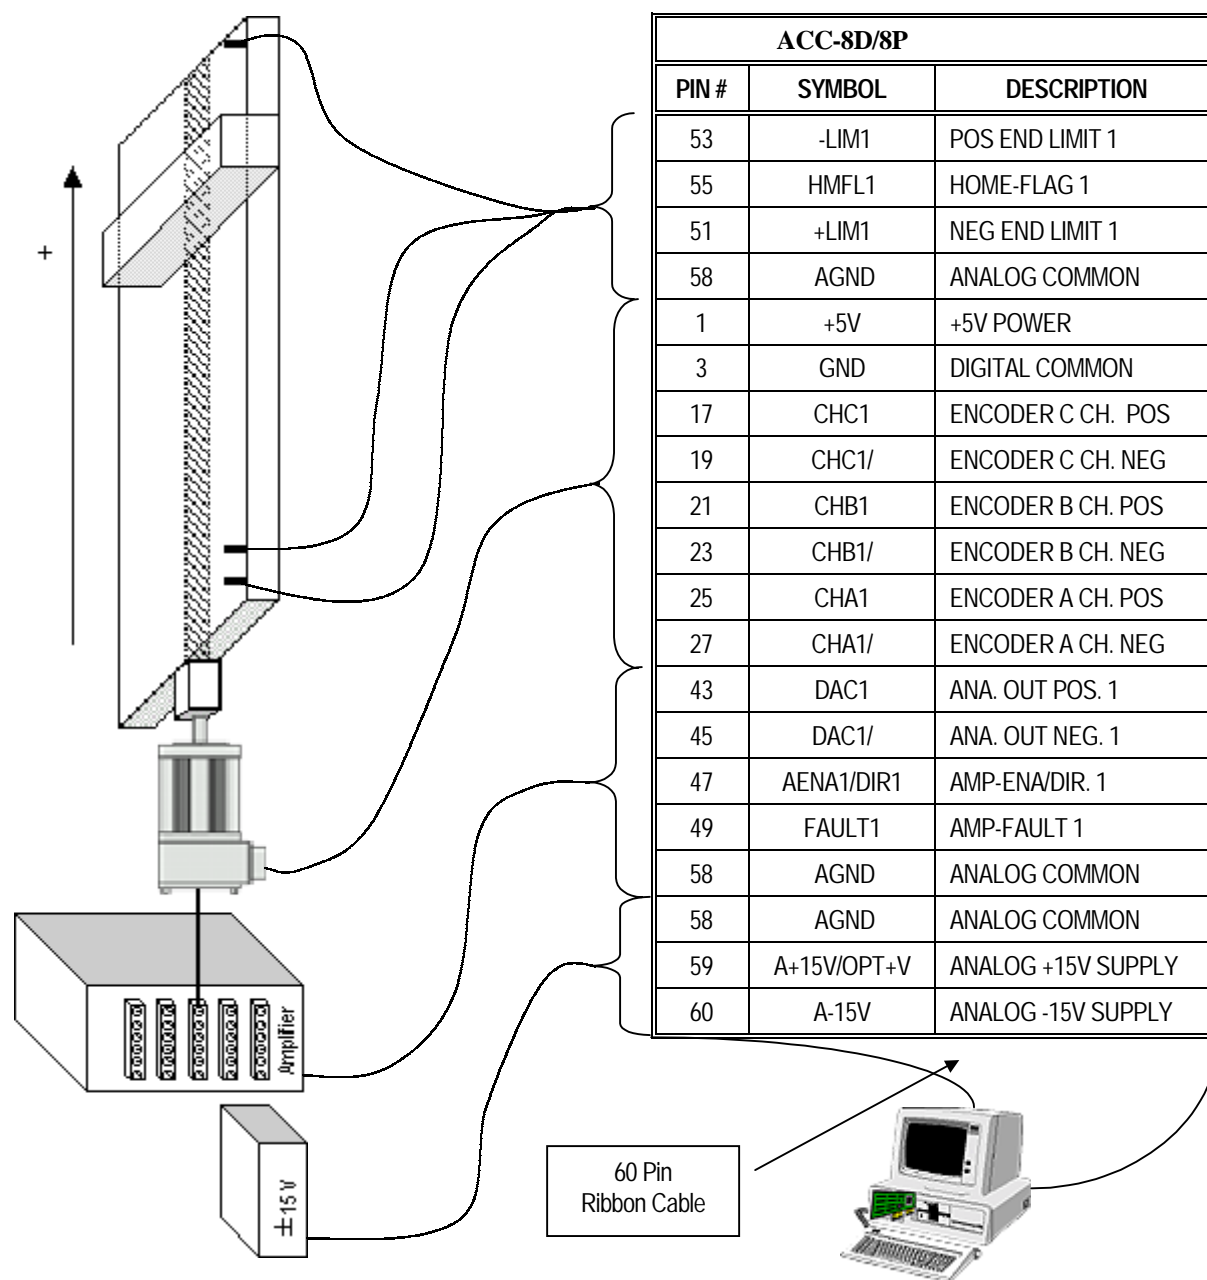 ACC-8D/8P
PIN # SYMBOL DESCRIPTION
53 -LIM1 POS END LIMIT 1
55 HMFL1 HOME-FLAG 1
51 +LIM1 NEG END LIMIT 1
58 AGND ANALOG COMMON
1 +5V +5V POWER
3 GND DIGITAL COMMON
17 CHC1 ENCODER C CH. POS
19 CHC1/ ENCODER C CH. NEG
21 CHB1 ENCODER B CH. POS
23 CHB1/ ENCODER B CH. NEG
25 CHA1 ENCODER A CH. POS
27 CHA1/ ENCODER A CH. NEG
43 DAC1 ANA. OUT POS. 1
45 DAC1/ ANA. OUT NEG. 1
47 AENA1/DIR1 AMP-ENA/DIR. 1
49 FAULT1 AMP-FAULT 1
58 AGND ANALOG COMMON
58 AGND ANALOG COMMON
59 A+15V/OPT+V ANALOG +15V SUPPLY
60 A-15V ANALOG -15V SUPPLY
+
Amplifier
±15V
60 Pin
Ribbon Cable